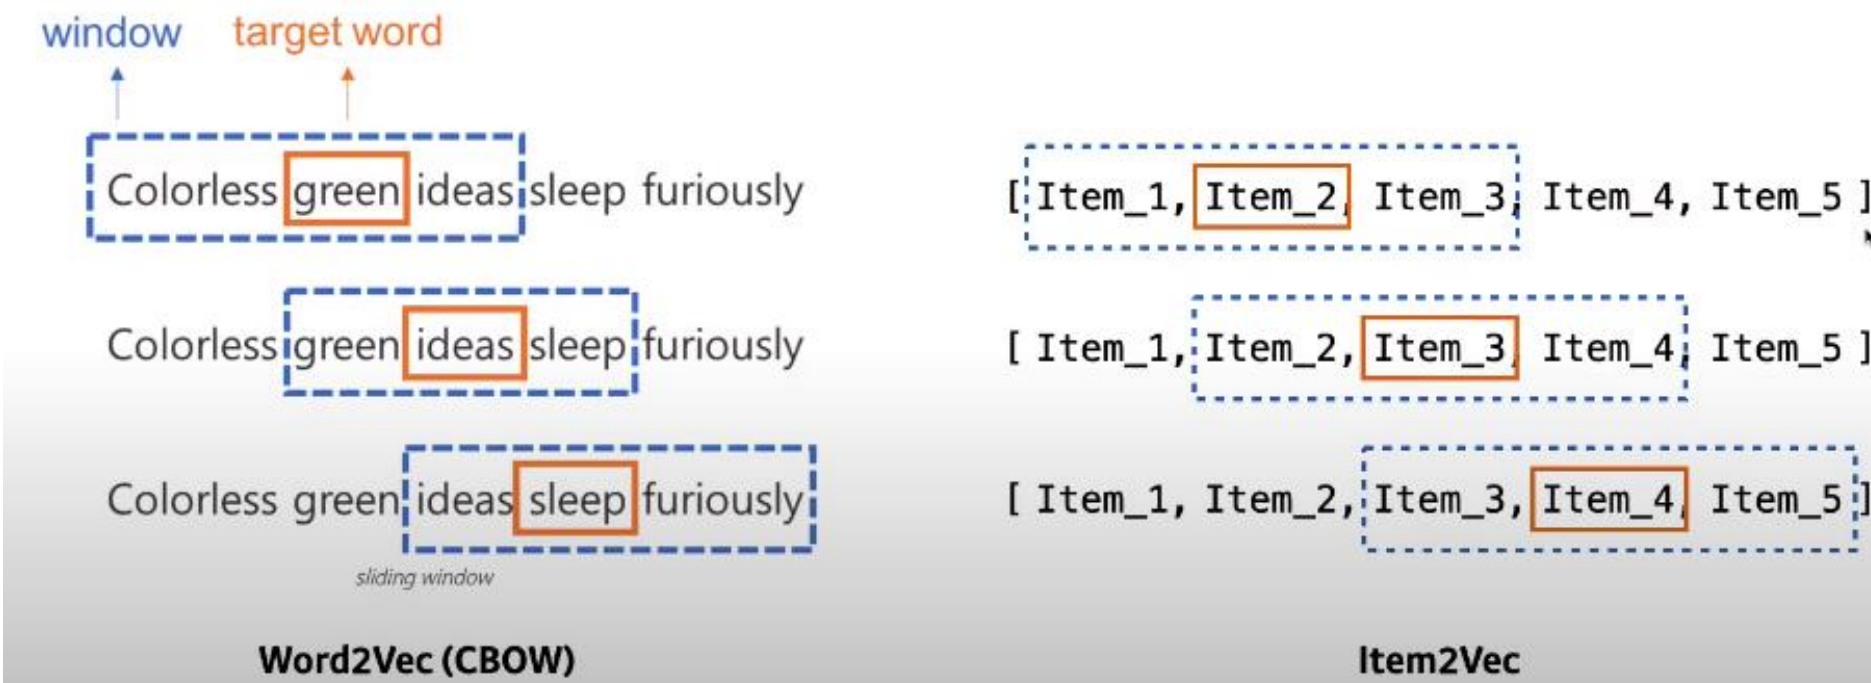 window target word
Colorless green ideas sleep furiously
Colorless green ideas sleep furiously
Colorless green ideas sleep furiously
sliding window
Word2Vec (CBOW)
[ Item_1, Item_2, Item_3, Item_4, Item_5 ]
[ Item_1, Item_2, Item_3, Item_4, Item_5 ]
[ Item_1, Item_2, Item_3, Item_4, Item_5 ]
Item2Vec